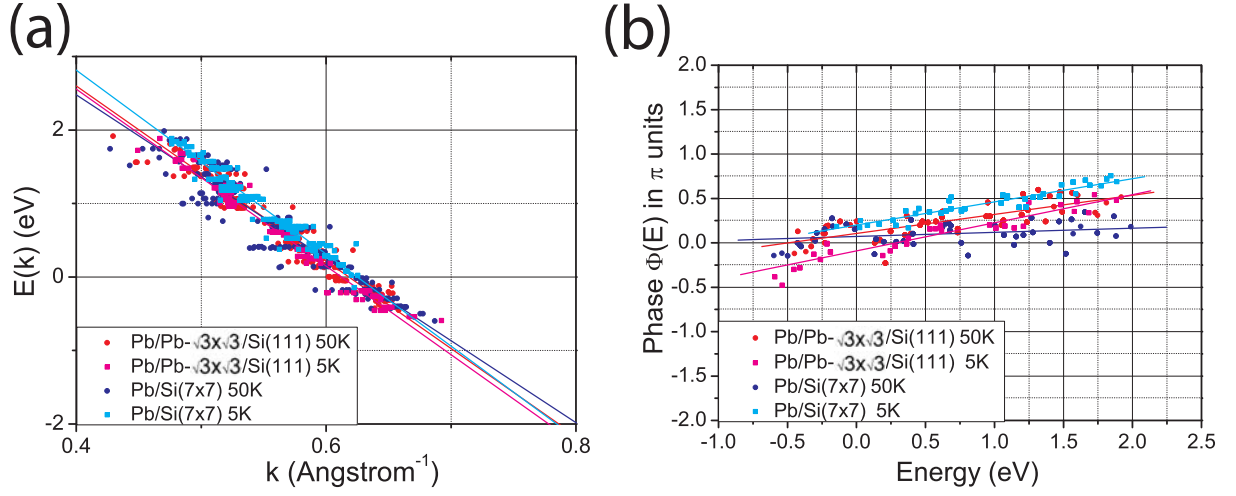 (a)
E(k) (eV)
2
0
-2
0.4
0.6
0.8
k (Angstrom⁻¹)
Pb/Pb-√3x√3/Si(111) 50K
Pb/Pb-√3x√3/Si(111) 5K
Pb/Si(7x7) 50K
Pb/Si(7x7) 5K
(b)
Phase Φ(E) in π units
2.0
1.5
1.0
0.5
0.0
-0.5
-1.0
-1.5
-2.0
-1.0
-0.5
0.0
0.5
1.0
1.5
2.0
2.5
Energy (eV)
Pb/Pb-√3x√3/Si(111) 50K
Pb/Pb-√3x√3/Si(111) 5K
Pb/Si(7x7) 50K
Pb/Si(7x7) 5K